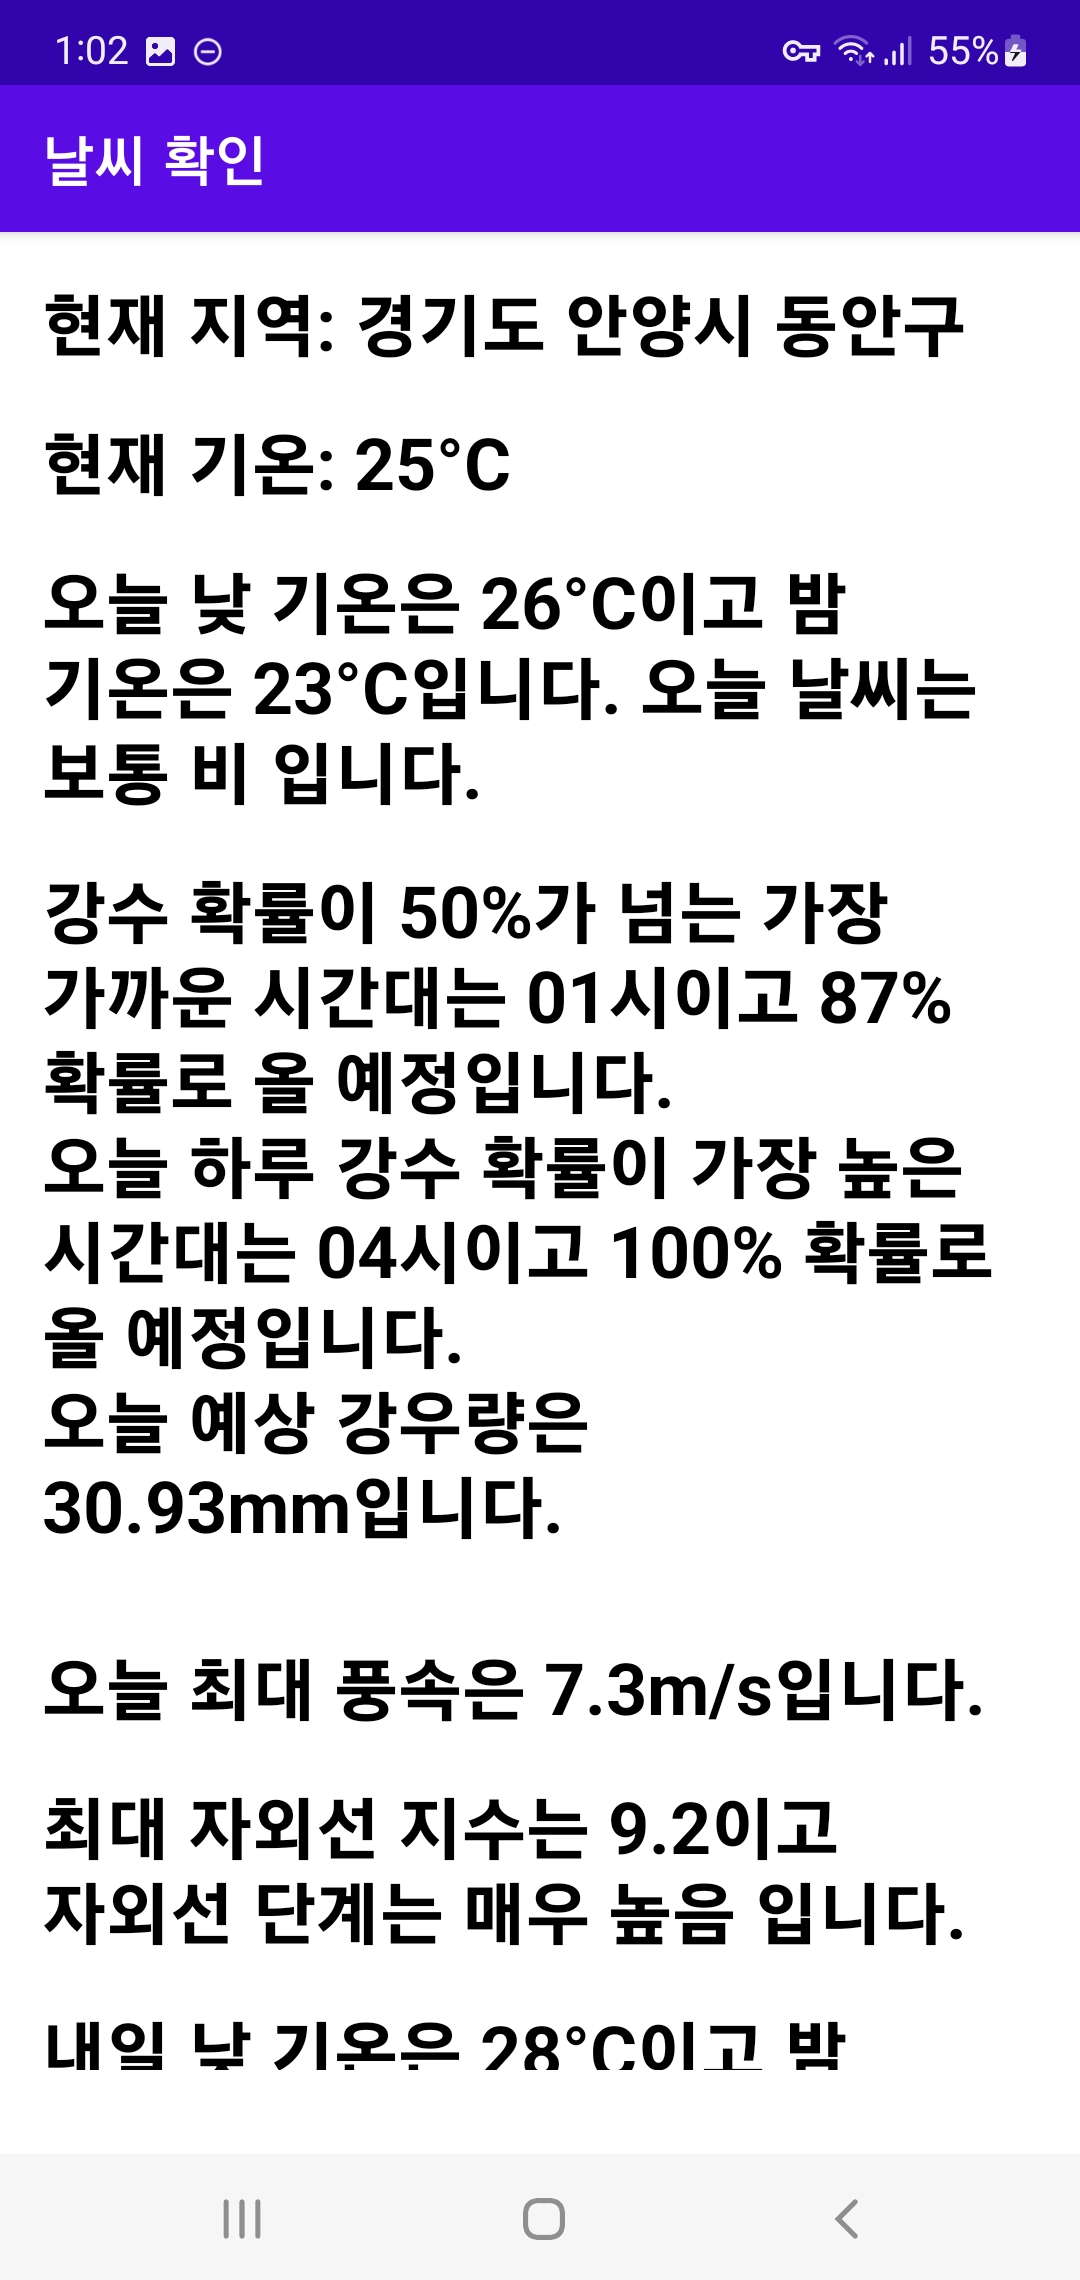 1:02 55%
날씨 확인
현재 지역: 경기도 안양시 동안구
현재 기온: 25°C
오늘 낮 기온은 26°C이고 밤
기온은 23°C입니다. 오늘 날씨는
보통 비 입니다.
강수 확률이 50%가 넘는 가장
가까운 시간대는 01시이고 87%
확률로 올 예정입니다.
오늘 하루 강수 확률이 가장 높은
시간대는 04시이고 100% 확률로
올 예정입니다.
오늘 예상 강우량은
30.93mm입니다.
오늘 최대 풍속은 7.3m/s입니다.
최대 자외선 지수는 9.2이고
자외선 단계는 매우 높음 입니다.
내일 낮 기온은 28°C이고 밤